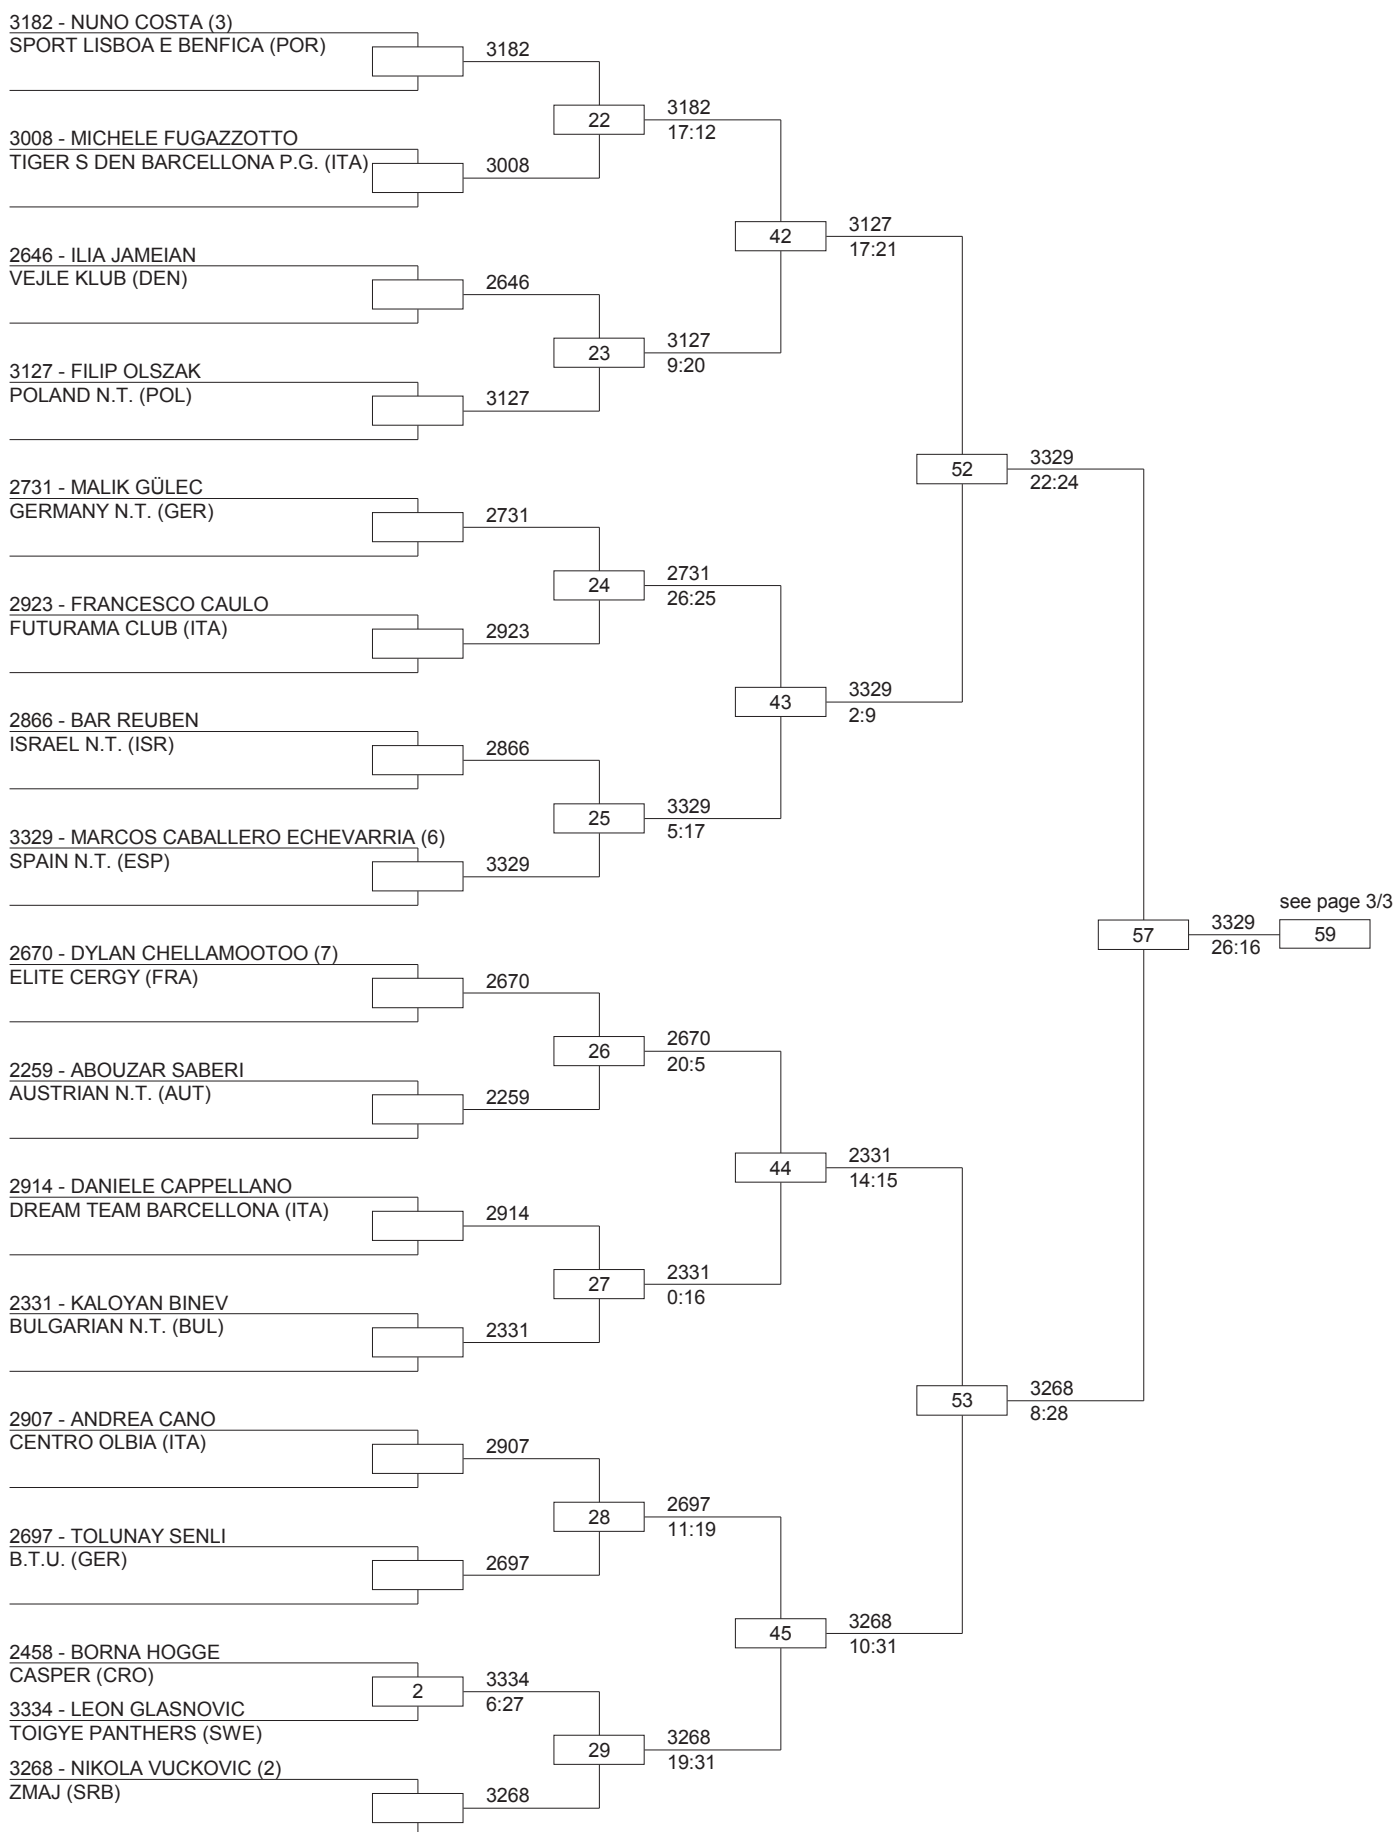 3182 - NUNO COSTA (3)
SPORT LISBOA E BENFICA (POR)
3182
22
3182
17:12
3008 - MICHELE FUGAZZOTTO
TIGER S DEN BARCELLONA P.G. (ITA)
3008
42
3127
17:21
2646 - ILIA JAMEIAN
VEJLE KLUB (DEN)
2646
23
3127
9:20
3127 - FILIP OLSZAK
POLAND N.T. (POL)
3127
52
3329
22:24
2731 - MALIK GÜLEC
GERMANY N.T. (GER)
2731
24
2731
26:25
2923 - FRANCESCO CAULO
FUTURAMA CLUB (ITA)
2923
43
3329
2:9
2866 - BAR REUBEN
ISRAEL N.T. (ISR)
2866
25
3329
5:17
3329 - MARCOS CABALLERO ECHEVARRIA (6)
SPAIN N.T. (ESP)
3329
see page 3/3
57
3329
26:16
59
2670 - DYLAN CHELLAMOOTOO (7)
ELITE CERGY (FRA)
2670
26
2670
20:5
2259 - ABOUZAR SABERI
AUSTRIAN N.T. (AUT)
2259
44
2331
14:15
2914 - DANIELE CAPPELLANO
DREAM TEAM BARCELLONA (ITA)
2914
27
2331
0:16
2331 - KALOYAN BINEV
BULGARIAN N.T. (BUL)
2331
53
3268
8:28
2907 - ANDREA CANO
CENTRO OLBIA (ITA)
2907
28
2697
11:19
2697 - TOLUNAY SENLI
B.T.U. (GER)
2697
45
3268
10:31
2458 - BORNA HOGGE
CASPER (CRO)
2
3334
6:27
3334 - LEON GLASNOVIC
TOIGYE PANTHERS (SWE)
29
3268
19:31
3268 - NIKOLA VUCKOVIC (2)
ZMAJ (SRB)
3268